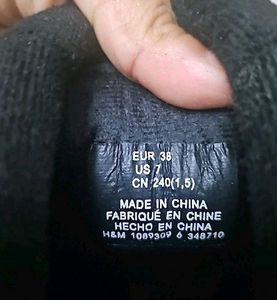 EUR 38
US 7
CN 240(1,5)
MADE IN CHINA
FABRIQUÉ EN CHINE
HECHO EN CHINA
H&M 1069309 6 348710